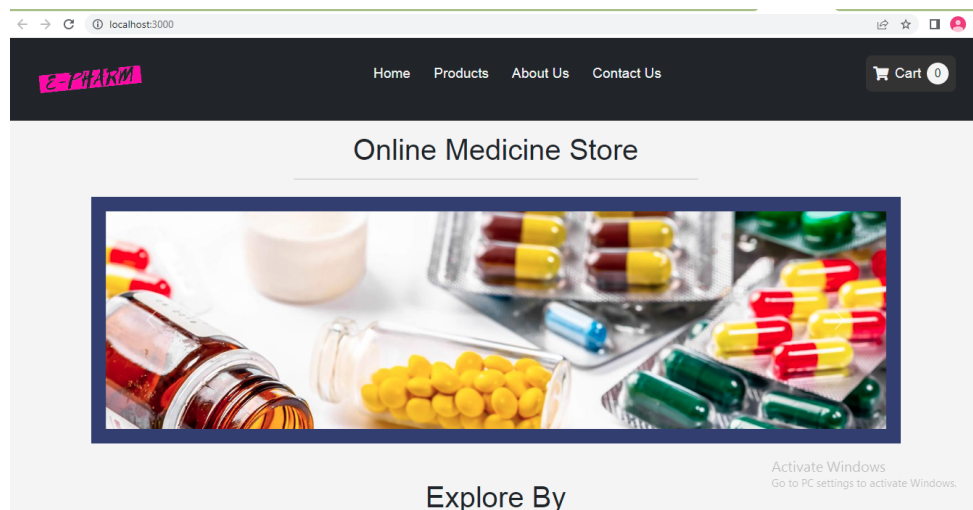 localhost:3000
E-PHARM
Home Products About Us Contact Us
Cart 0
Online Medicine Store
Explore By
Activate Windows
Go to PC settings to activate Windows.